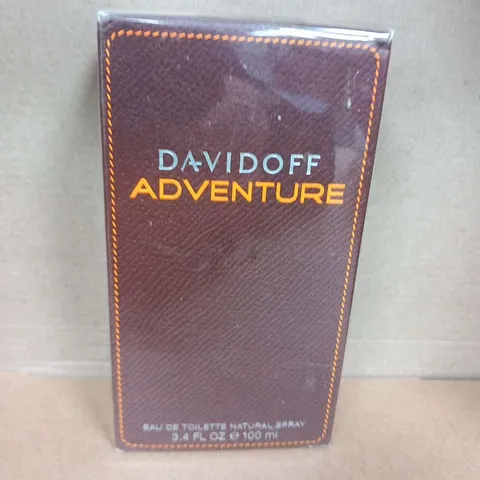 DAVIDOFF
ADVENTURE
EAU DE TOILETTE NATURAL SPRAY
3.4 FL OZ ℮ 100 ml